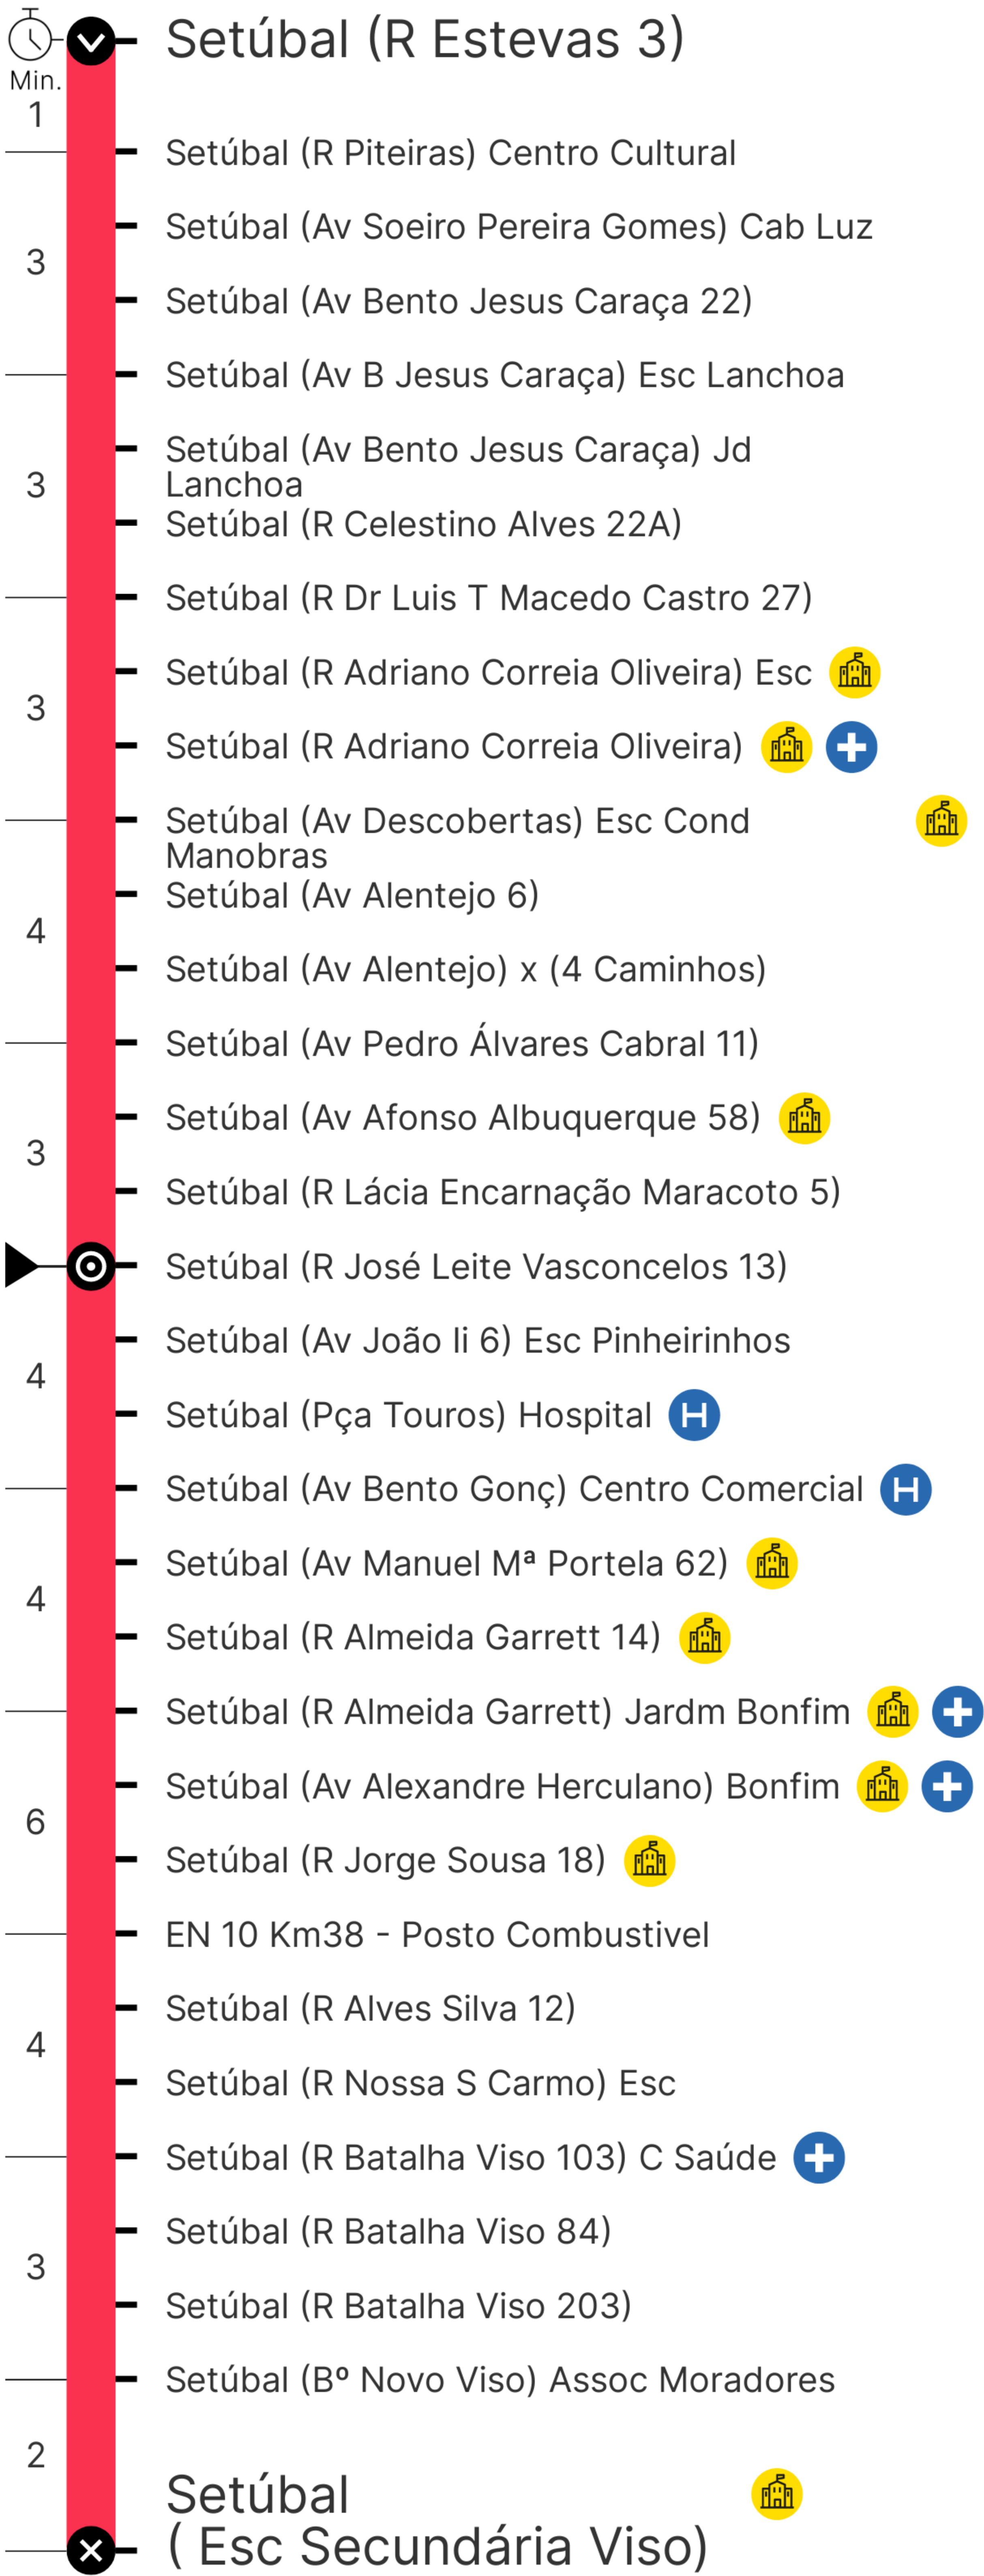 Setúbal (R Estevas 3)
Min.
1
Setúbal (R Piteiras) Centro Cultural
Setúbal (Av Soeiro Pereira Gomes) Cab Luz
3
Setúbal (Av Bento Jesus Caraça 22)
Setúbal (Av B Jesus Caraça) Esc Lanchoa
Setúbal (Av Bento Jesus Caraça) Jd
Lanchoa
3
Setúbal (R Celestino Alves 22A)
Setúbal (R Dr Luis T Macedo Castro 27)
Setúbal (R Adriano Correia Oliveira) Esc
3
Setúbal (R Adriano Correia Oliveira)
Setúbal (Av Descobertas) Esc Cond
Manobras
Setúbal (Av Alentejo 6)
4
Setúbal (Av Alentejo) x (4 Caminhos)
Setúbal (Av Pedro Álvares Cabral 11)
Setúbal (Av Afonso Albuquerque 58)
3
Setúbal (R Lácia Encarnação Maracoto 5)
Setúbal (R José Leite Vasconcelos 13)
Setúbal (Av João Ii 6) Esc Pinheirinhos
4
Setúbal (Pça Touros) Hospital H
Setúbal (Av Bento Gonç) Centro Comercial H
Setúbal (Av Manuel Mª Portela 62)
4
Setúbal (R Almeida Garrett 14)
Setúbal (R Almeida Garrett) Jardm Bonfim
Setúbal (Av Alexandre Herculano) Bonfim
6
Setúbal (R Jorge Sousa 18)
EN 10 Km38 - Posto Combustivel
Setúbal (R Alves Silva 12)
4
Setúbal (R Nossa S Carmo) Esc
Setúbal (R Batalha Viso 103) C Saúde
Setúbal (R Batalha Viso 84)
3
Setúbal (R Batalha Viso 203)
Setúbal (Bº Novo Viso) Assoc Moradores
2
Setúbal
( Esc Secundária Viso)